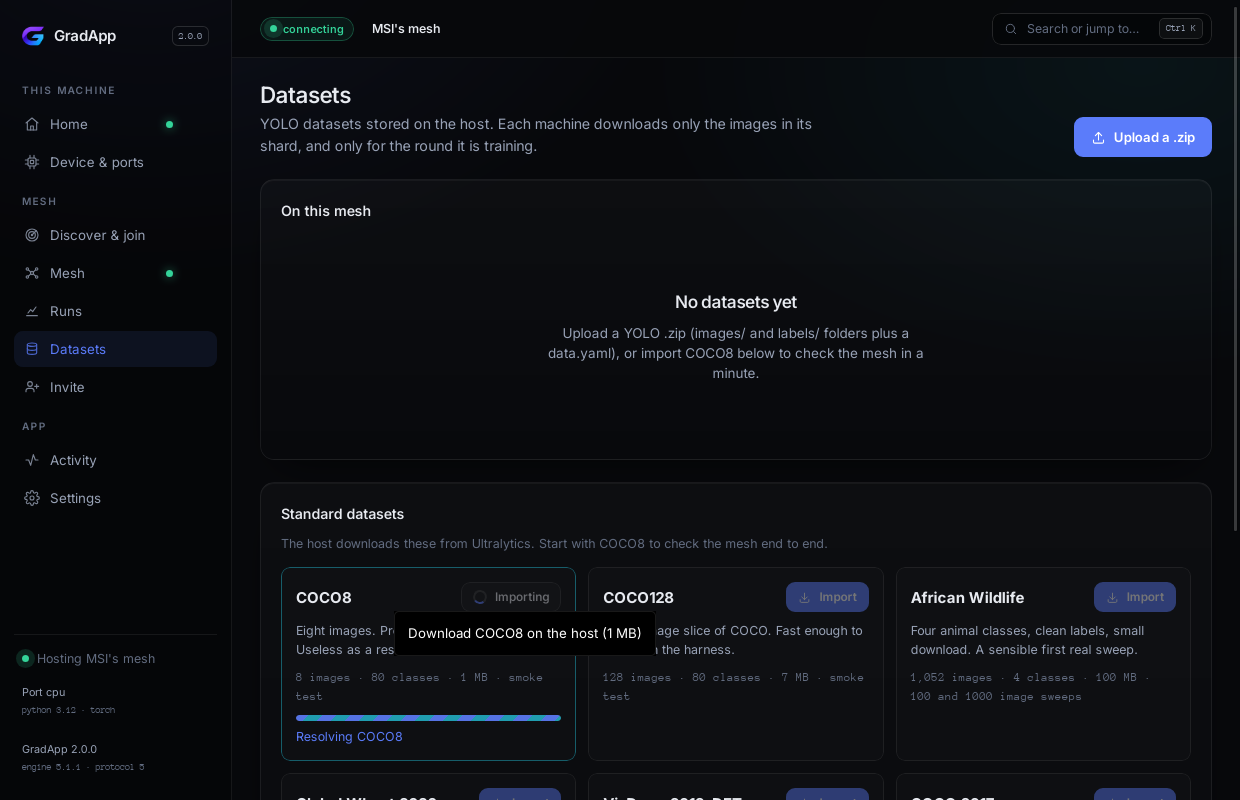 GradApp
2.0.0
connecting
MSI's mesh
Search or jump to...
Ctrl K
THIS MACHINE
Home
Device & ports
MESH
Discover & join
Mesh
Runs
Datasets
Invite
APP
Activity
Settings
Hosting MSI's mesh
Port cpu
python 3.12 · torch
GradApp 2.0.0
engine 5.1.1 · protocol 5
Datasets
YOLO datasets stored on the host. Each machine downloads only the images in its
shard, and only for the round it is training.
Upload a .zip
On this mesh
No datasets yet
Upload a YOLO .zip (images/ and labels/ folders plus a
data.yaml), or import COCO8 below to check the mesh in a
minute.
Standard datasets
The host downloads these from Ultralytics. Start with COCO8 to check the mesh end to end.
COCO8
Importing
Eight images.
Useless as a
8 images · 80 classes · 1 MB · smoke
test
Resolving COCO8
Download COCO8 on the host (1 MB)
COCO128
Import
slice of COCO. Fast enough to
the harness.
128 images · 80 classes · 7 MB · smoke
test
African Wildlife
Import
Four animal classes, clean labels, small
download. A sensible first real sweep.
1,052 images · 4 classes · 100 MB ·
100 and 1000 image sweeps